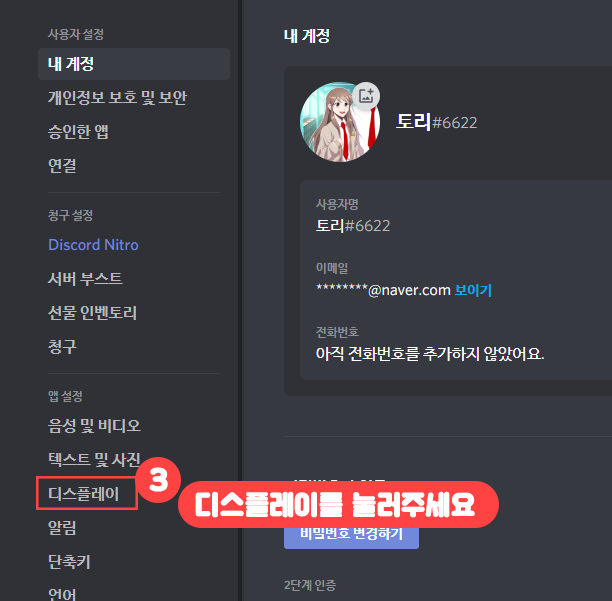 사용자 설정
내 계정
개인정보 보호 및 보안
승인한 앱
연결
청구 설정
Discord Nitro
서버 부스트
선물 인벤토리
청구
앱 설정
음성 및 비디오
텍스트 및 사진
디스플레이
알림
단축키
언어
내 계정
토리#6622
사용자명
토리#6622
이메일
********@naver.com 보이기
전화번호
아직 전화번호를 추가하지 않았어요.
3
디스플레이를 눌러주세요
비밀번호 변경하기
2단계 인증